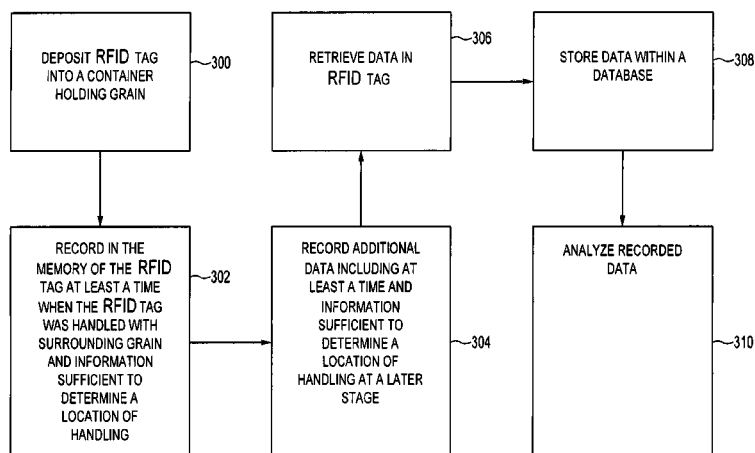 DEPOSIT RFID TAG
INTO A CONTAINER
HOLDING GRAIN
300
RECORD IN THE
MEMORY OF THE RFID
TAG AT LEAST A TIME
WHEN THE RFID TAG
WAS HANDLED WITH
SURROUNDING GRAIN
AND INFORMATION
SUFFICIENT TO
DETERMINE A
LOCATION OF
HANDLING
302
RECORD ADDITIONAL
DATA INCLUDING AT
LEAST A TIME AND
INFORMATION
SUFFICIENT TO
DETERMINE A
LOCATION OF
HANDLING AT A LATER
STAGE
304
RETRIEVE DATA IN
RFID TAG
306
STORE DATA WITHIN A
DATABASE
308
ANALYZE RECORDED
DATA
310